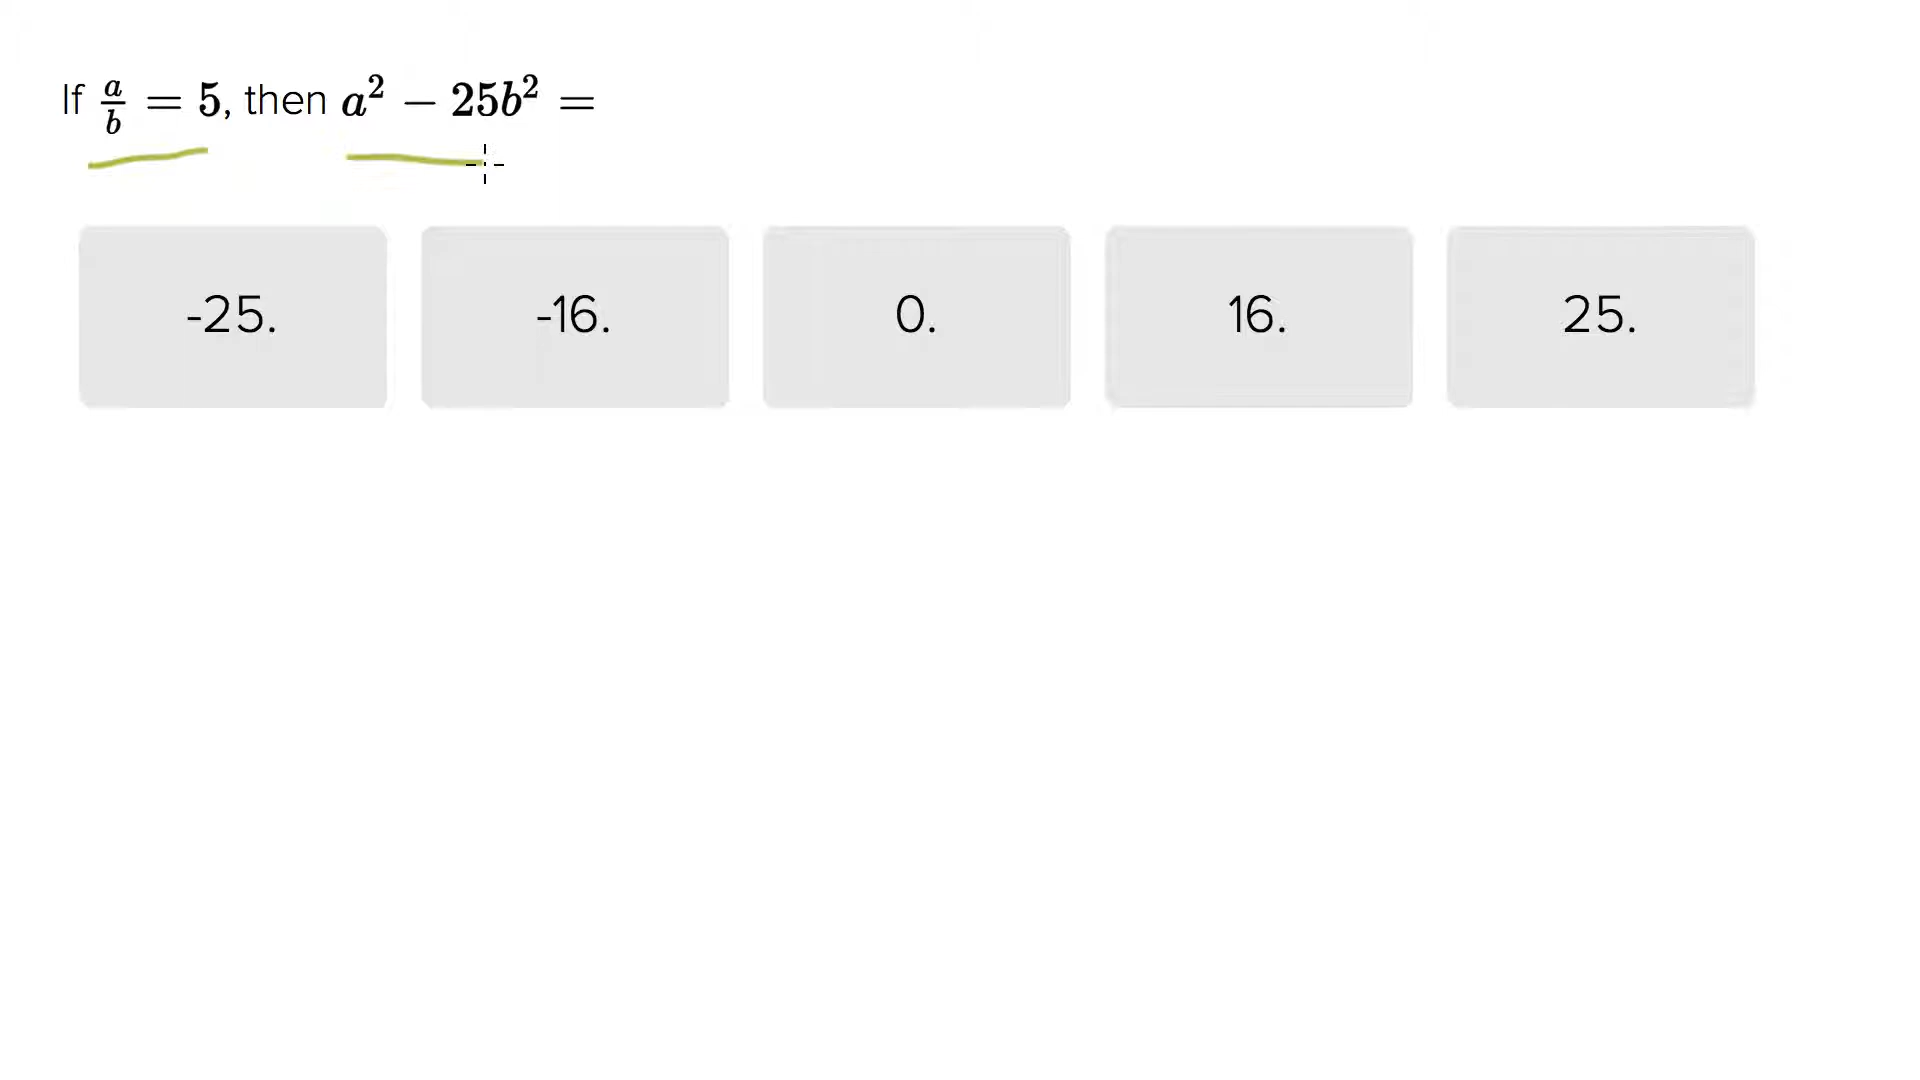 If a/b = 5, then a² − 25b² =
-25. -16. 0. 16. 25.